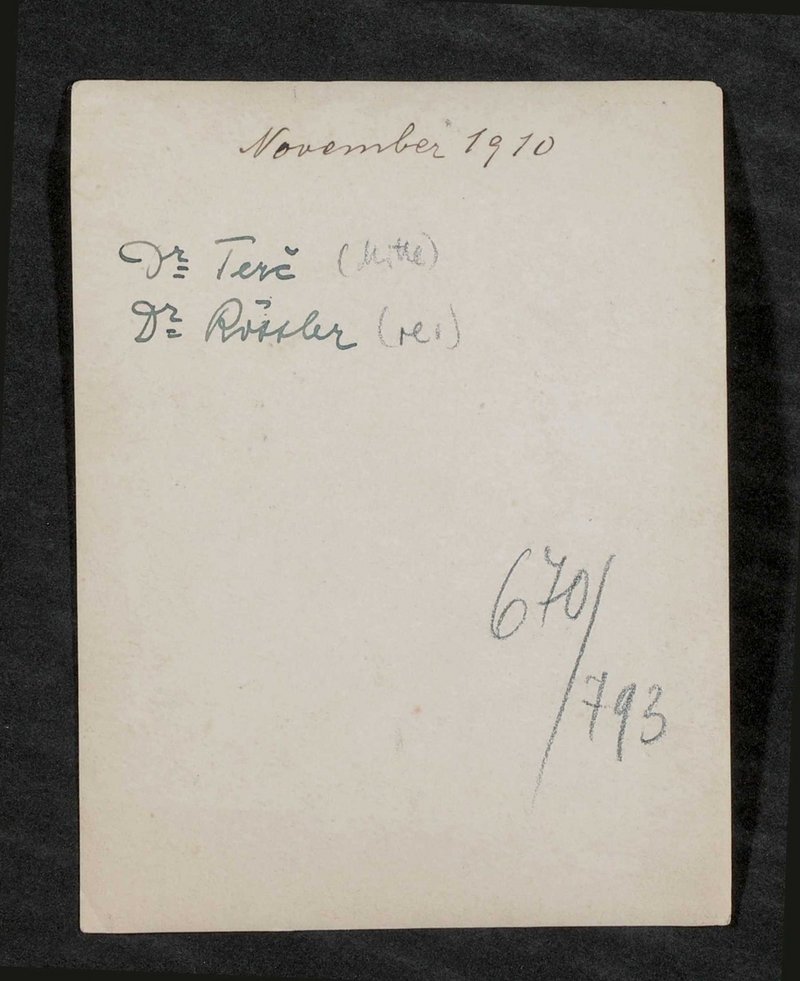 November 1910
Dr Terč (Mitte)
Dr Rössler (re.)
670/
793